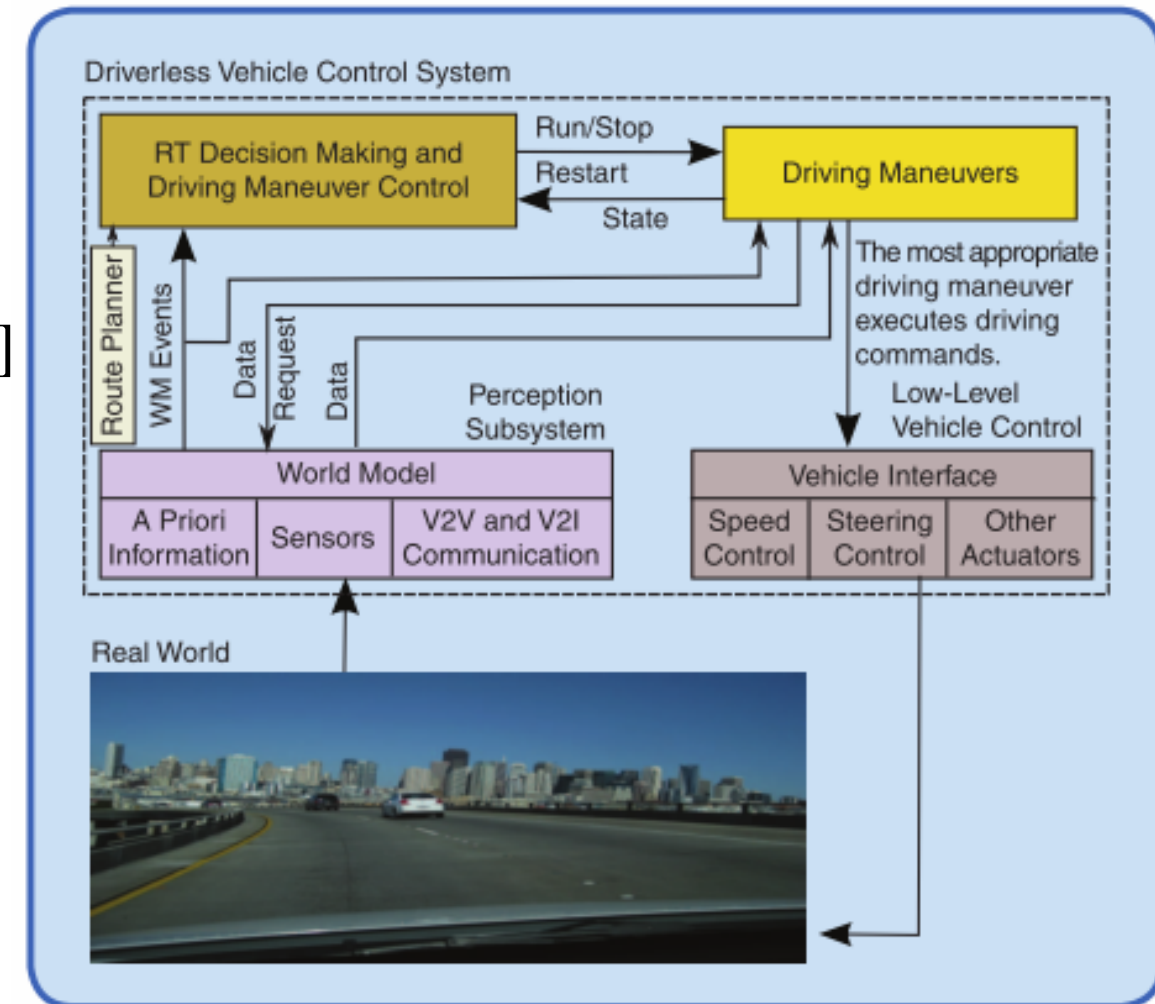 Driverless Vehicle Control System
RT Decision Making and
Driving Maneuver Control
Run/Stop
Restart
State
Driving Maneuvers
]
Route Planner
WM Events
Data
Request
Data
The most appropriate
driving maneuver
executes driving
commands.
Perception
Subsystem
Low-Level
Vehicle Control
World Model
A Priori
Information
Sensors
V2V and V2I
Communication
Vehicle Interface
Speed
Control
Steering
Control
Other
Actuators
Real World